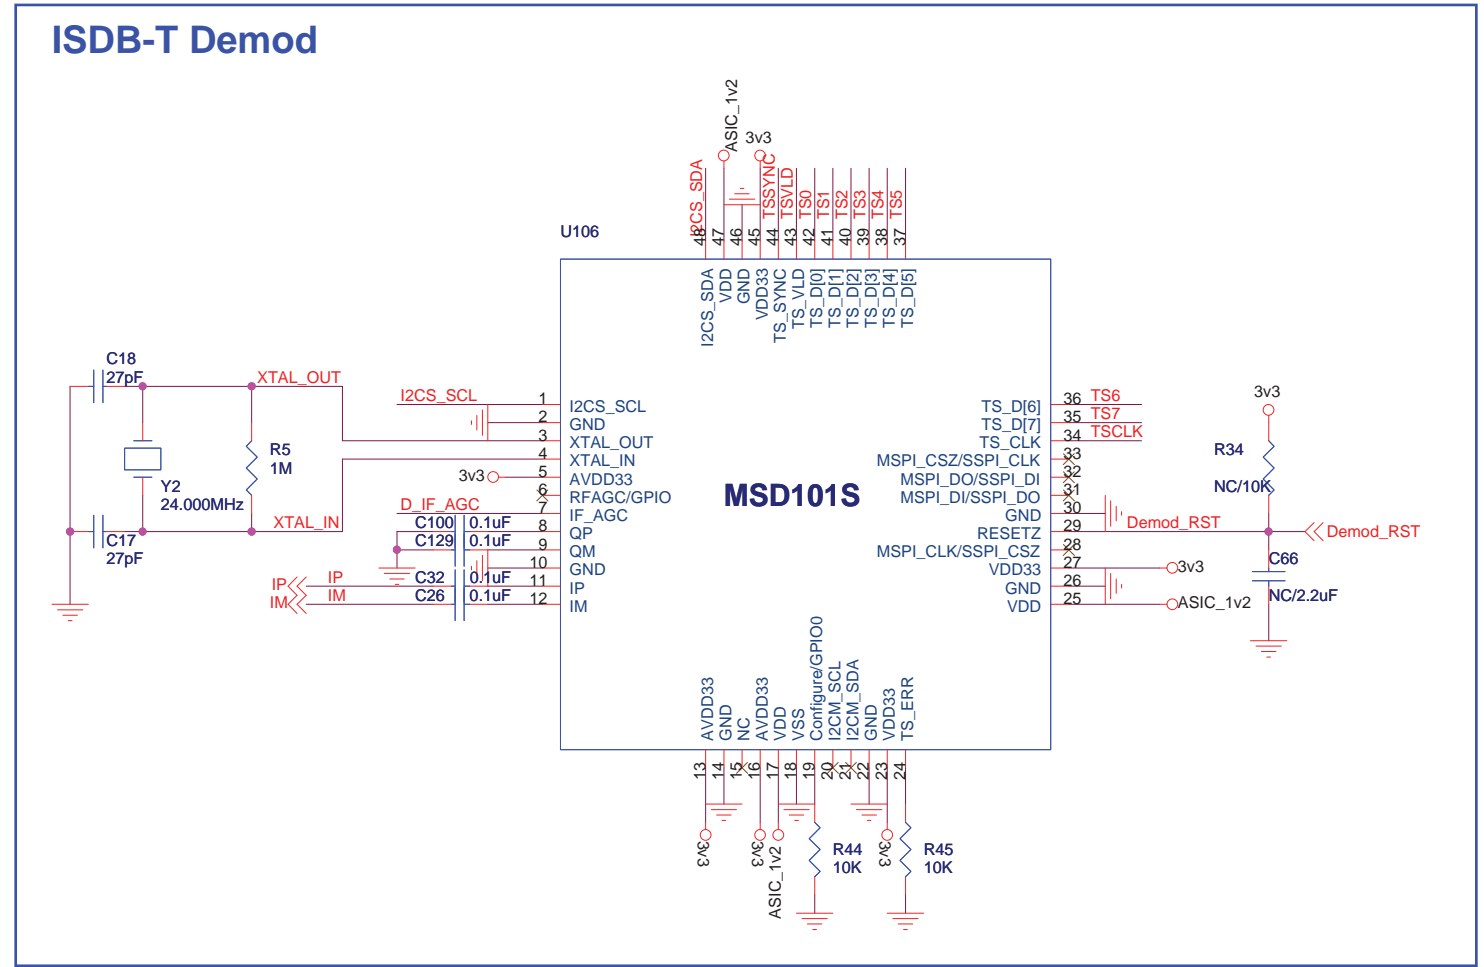 ISDB-T Demod
ASIC_1v2
3v3
I2CS_SDA
TSSYNC
TSVLD
TS0
TS1
TS2
TS3
TS4
TS5
U106
48
47
46
45
44
43
42
41
40
39
38
37
I2CS_SDA
VDD
GND
VDD33
TS_SYNC
TS_VLD
TS_D[0]
TS_D[1]
TS_D[2]
TS_D[3]
TS_D[4]
TS_D[5]
C18
27pF
XTAL_OUT
R5
1M
Y2
24.000MHz
XTAL_IN
C17
27pF
I2CS_SCL
3v3
D_IF_AGC
C100 0.1uF
C129 0.1uF
IP IP C32 0.1uF
IM IM C26 0.1uF
1 I2CS_SCL
2 GND
3 XTAL_OUT
4 XTAL_IN
5 AVDD33
6 RFAGC/GPIO
7 IF_AGC
8 QP
9 QM
10 GND
11 IP
12 IM
MSD101S
TS_D[6] 36 TS6
TS_D[7] 35 TS7
TS_CLK 34 TSCLK
MSPI_CSZ/SSPI_CLK 33
MSPI_DO/SSPI_DI 32
MSPI_DI/SSPI_DO 31
GND 30
RESETZ 29 Demod_RST
MSPI_CLK/SSPI_CSZ 28
VDD33 27 3v3
GND 26
VDD 25 ASIC_1v2
3v3
R34
NC/10K
Demod_RST
C66
NC/2.2uF
AVDD33
GND
NC
AVDD33
VDD
VSS
Configure/GPIO0
I2CM_SCL
I2CM_SDA
GND
VDD33
TS_ERR
13
14
15
16
17
18
19
20
21
22
23
24
3v3
3v3
ASIC_1v2
R44
10K
3v3
R45
10K